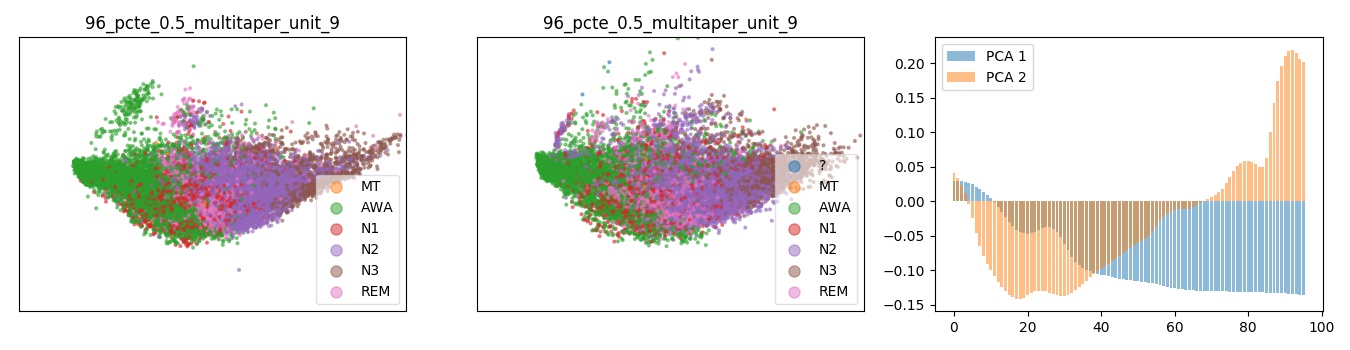 96_pcte_0.5_multitaper_unit_9
MT
AWA
N1
N2
N3
REM
96_pcte_0.5_multitaper_unit_9
?
MT
AWA
N1
N2
N3
REM
PCA 1
PCA 2
0.20
0.15
0.10
0.05
0.00
−0.05
−0.10
−0.15
0 20 40 60 80 100